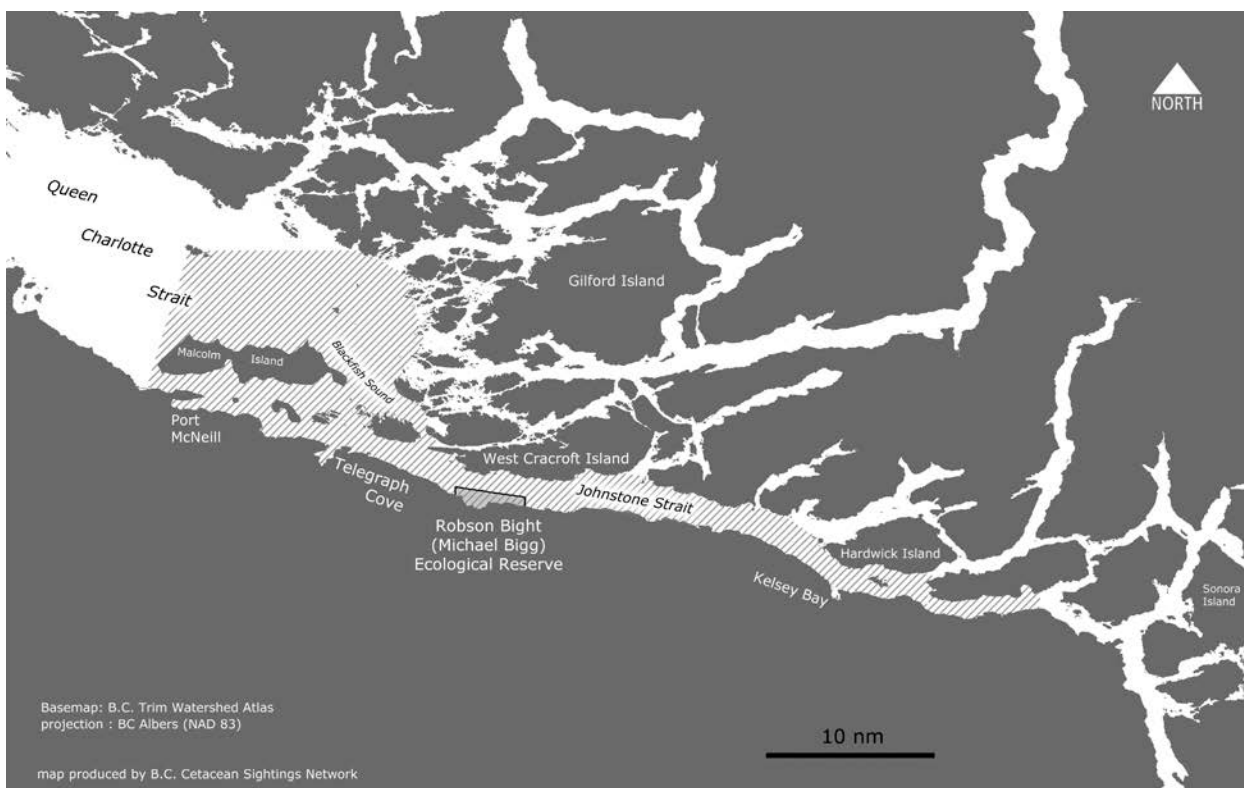 NORTH
Queen
Charlotte
Strait
Gilford Island
Malcolm Island
Blackfish Sound
Port
McNeill
West Cracroft Island
Telegraph
Cove
Johnstone Strait
Robson Bight
(Michael Bigg)
Ecological Reserve
Hardwick Island
Kelsey Bay
Sonora
Island
Basemap: B.C. Trim Watershed Atlas
projection : BC Albers (NAD 83)
10 nm
map produced by B.C. Cetacean Sightings Network